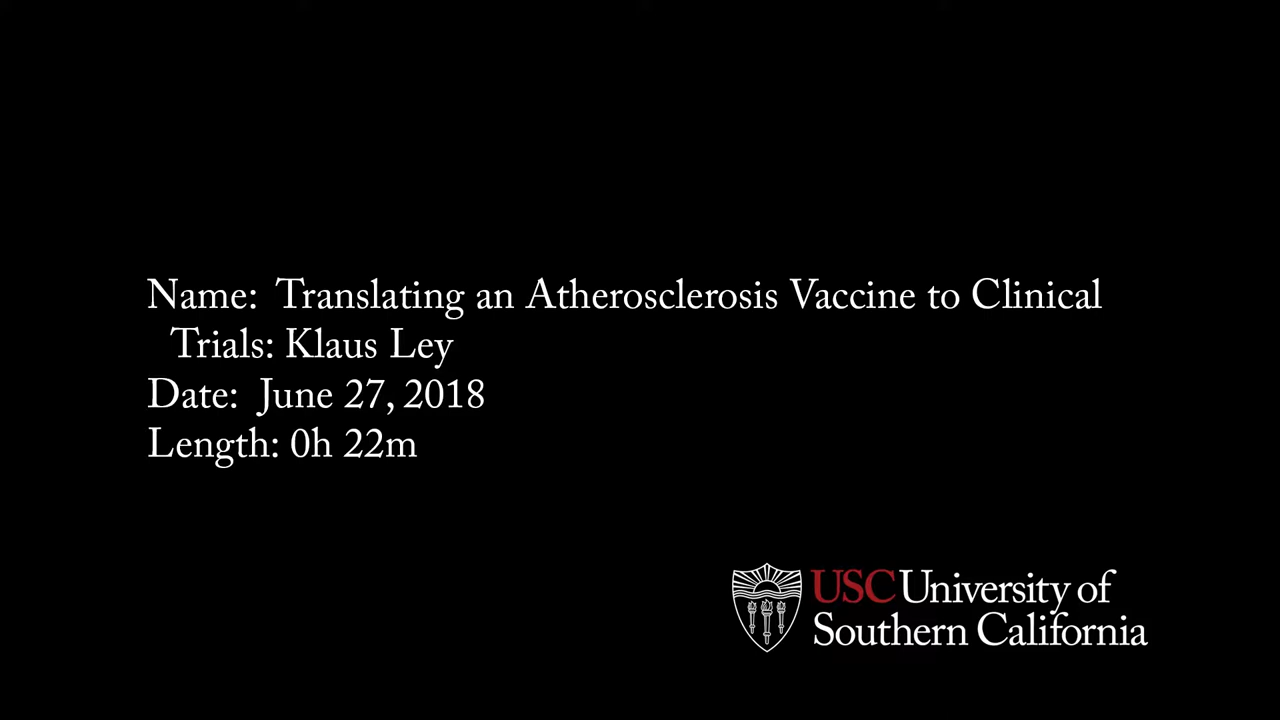 Name:  Translating an Atherosclerosis Vaccine to Clinical
Trials: Klaus Ley
Date:  June 27, 2018
Length: 0h 22m
USC University of
Southern California